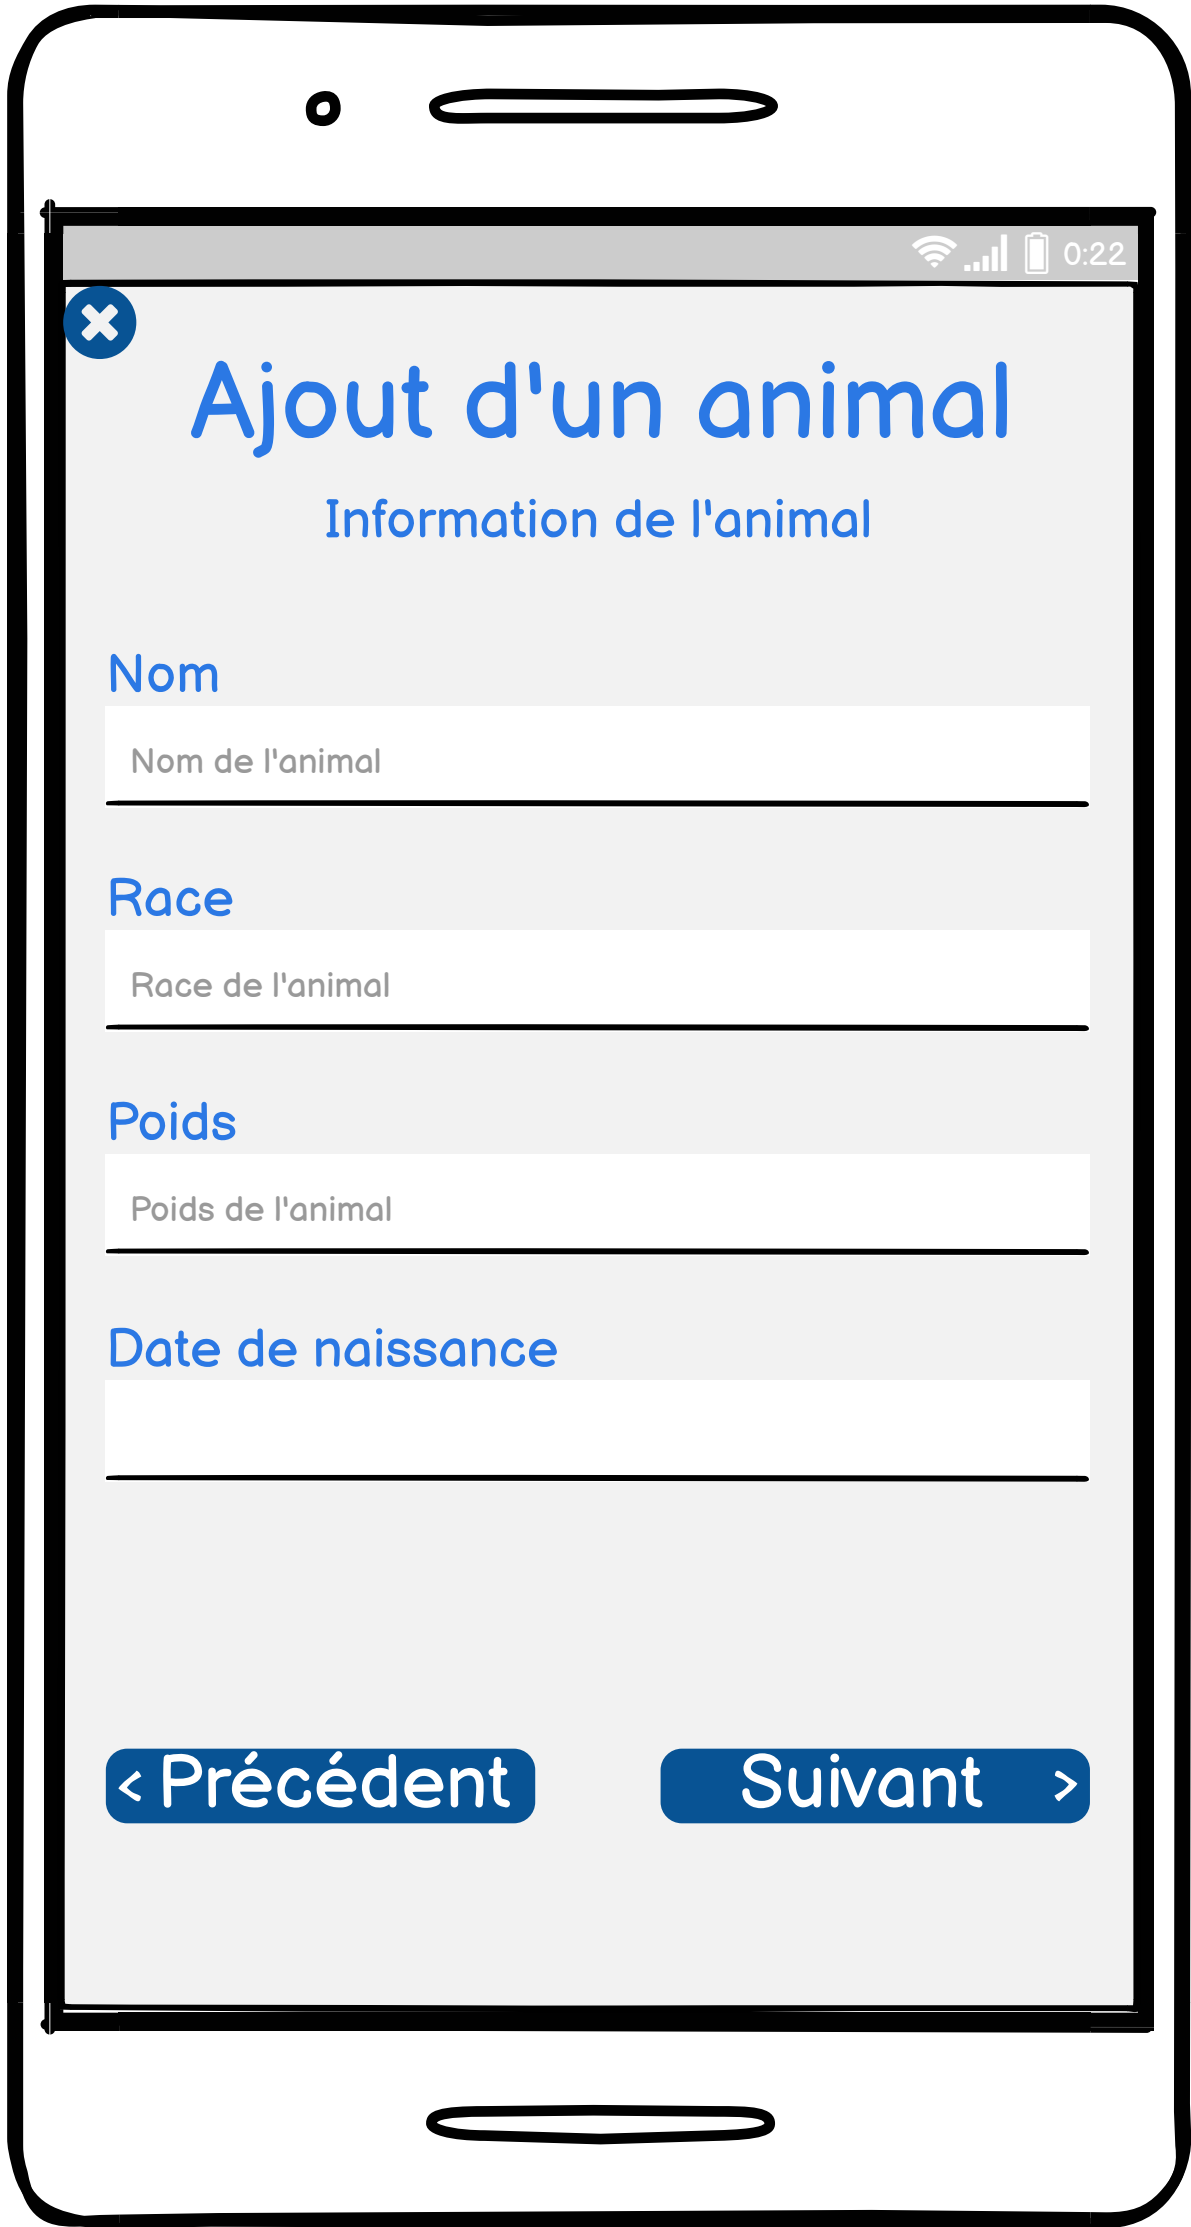 0:22
Ajout d'un animal
Information de l'animal
Nom
Nom de l'animal
Race
Race de l'animal
Poids
Poids de l'animal
Date de naissance
< Précédent
Suivant >